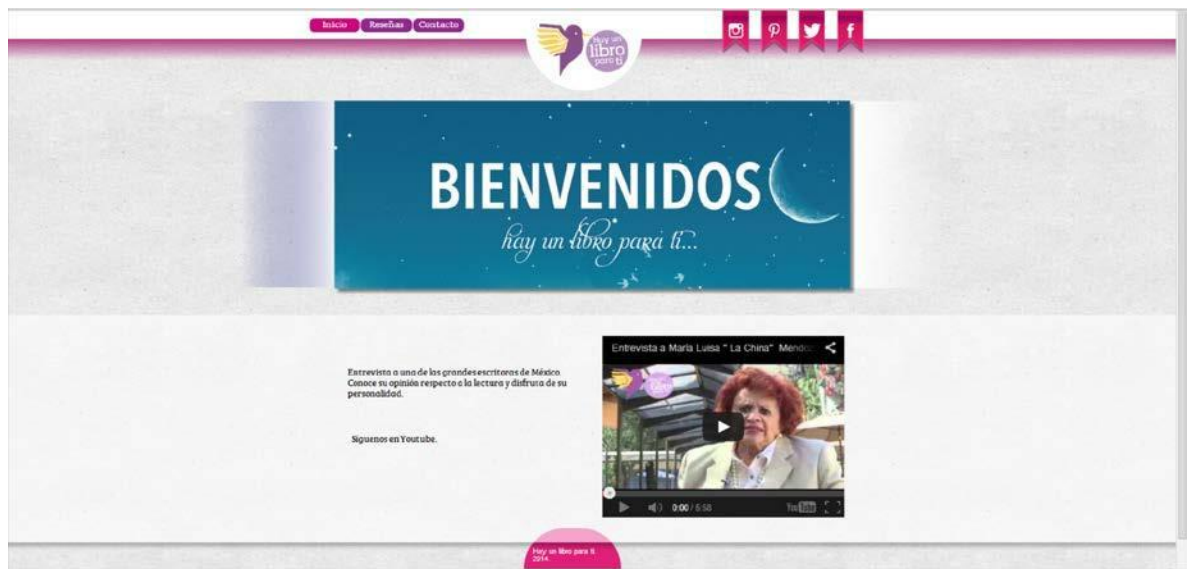 Inicio
Reseñas
Contacto
Hay un
libro
para ti
BIENVENIDOS
hay un libro para ti...
Entrevista a María Luisa " La China" Mendo
Entrevista a una de las grandes escritoras de México.
Conoce su opinión respecto a la lectura y disfruta de su
personalidad.
Síguenos en Youtube.
libro
0:00 / 5:58
YouTube
Hay un libro para ti.
2014.